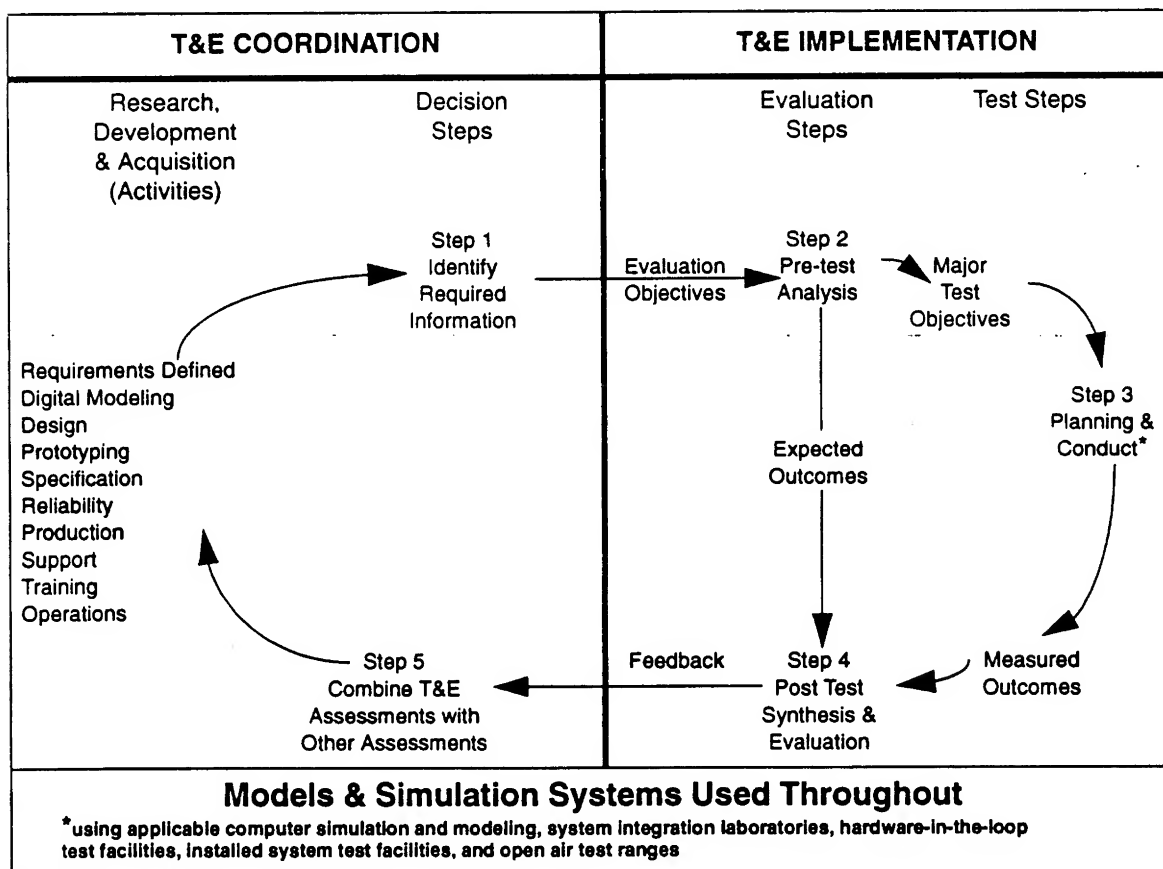 T&E COORDINATION
T&E IMPLEMENTATION
Research,
Development
& Acquisition
(Activities)
Decision
Steps
Evaluation
Steps
Test Steps
Step 1
Identify
Required
Information
Evaluation
Objectives
Step 2
Pre-test
Analysis
Major
Test
Objectives
Requirements Defined
Digital Modeling
Design
Prototyping
Specification
Reliability
Production
Support
Training
Operations
Step 3
Planning &
Conduct*
Expected
Outcomes
Step 5
Combine T&E
Assessments with
Other Assessments
Feedback
Step 4
Post Test
Synthesis &
Evaluation
Measured
Outcomes
Models & Simulation Systems Used Throughout
*using applicable computer simulation and modeling, system integration laboratories, hardware-in-the-loop
test facilities, installed system test facilities, and open air test ranges